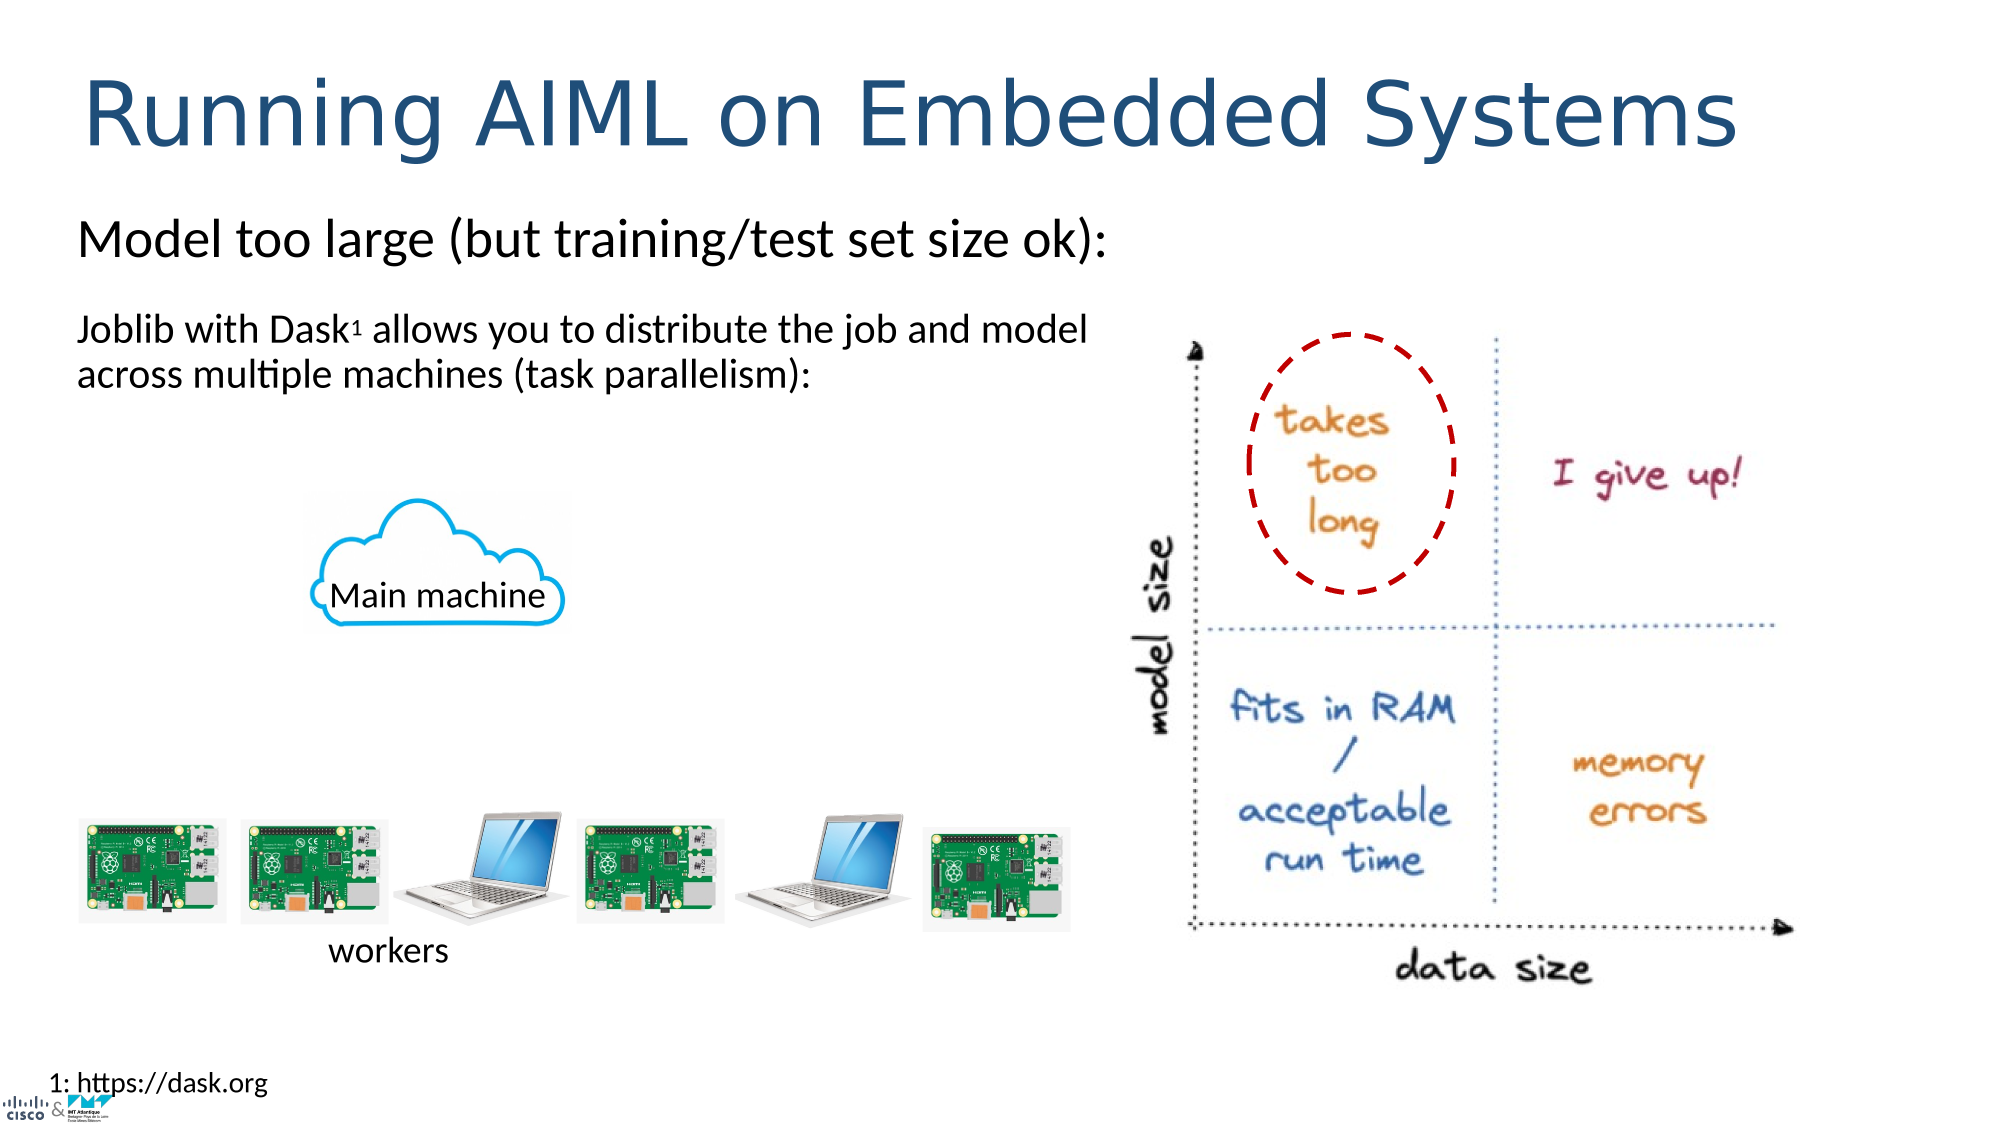 Running AIML on Embedded Systems
Model too large (but training/test set size ok):
Joblib with Dask1 allows you to distribute the job and model
across multiple machines (task parallelism):
Main machine
workers
takes
too
long
I give up!
model size
fits in RAM
/
acceptable
run time
memory
errors
data size
1: https://dask.org
CISCO & IMT Atlantique